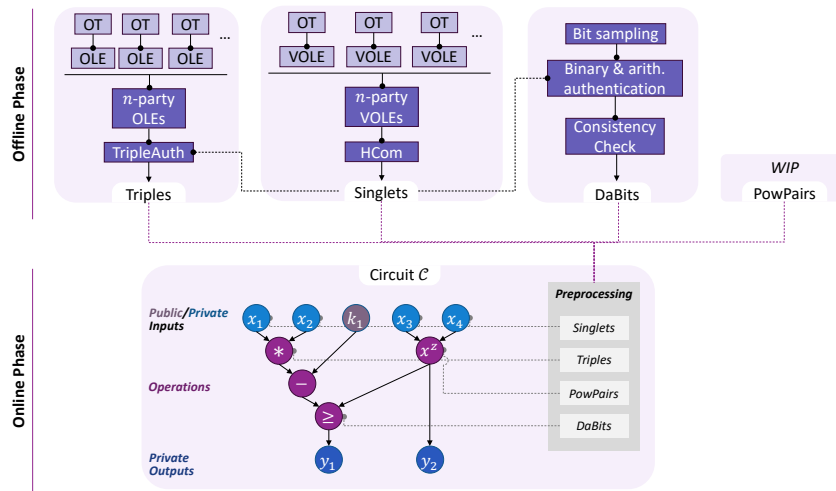 Offline Phase
OT OT OT ...
OLE OLE OLE
n-party
OLEs
TripleAuth
Triples
OT OT OT ...
VOLE VOLE VOLE
n-party
VOLEs
HCom
Singlets
Bit sampling
Binary & arith.
authentication
Consistency
Check
DaBits
WIP
PowPairs
Online Phase
Circuit 𝒞
Public/Private
Inputs
x₁ x₂ k₁ x₃ x₄
* xᶻ
Operations
−
≥
Private
Outputs
y₁ y₂
Preprocessing
Singlets
Triples
PowPairs
DaBits